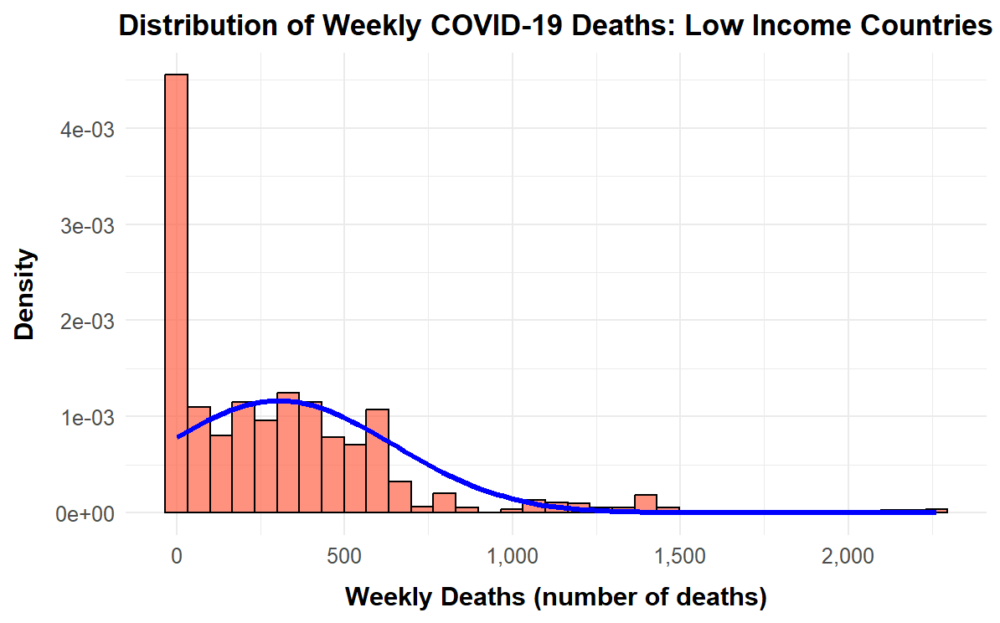 Distribution of Weekly COVID-19 Deaths: Low Income Countries
Density
4e-03
3e-03
2e-03
1e-03
0e+00
0
500
1,000
1,500
2,000
Weekly Deaths (number of deaths)